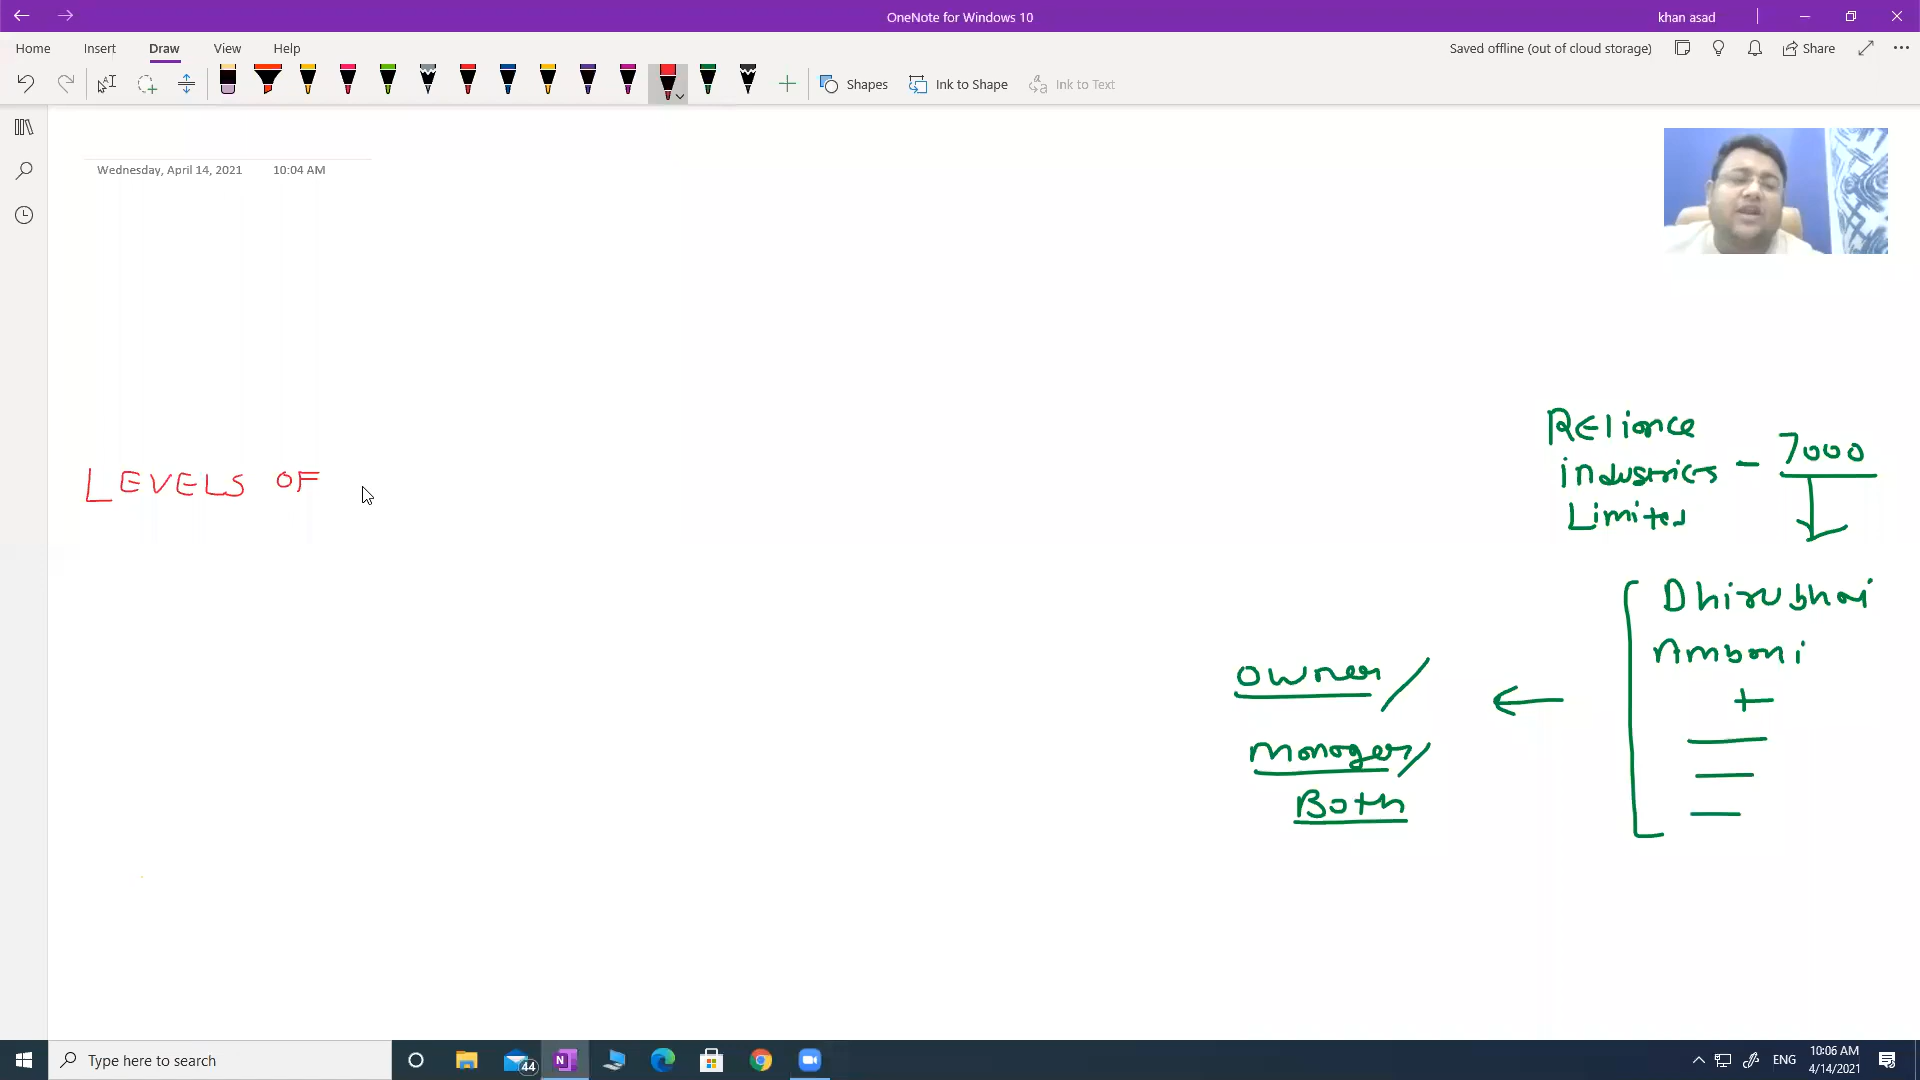 OneNote for Windows 10
khan asad
Home Insert Draw View Help
Saved offline (out of cloud storage)
Share
Shapes
Ink to Shape
Ink to Text
Wednesday, April 14, 2021 10:04 AM
LEVELS OF
Reliance
industries - 7000
Limited
Dhirubhai
Ambani
+
owner/
manager/
Both
Type here to search
44
ENG
10:06 AM
4/14/2021